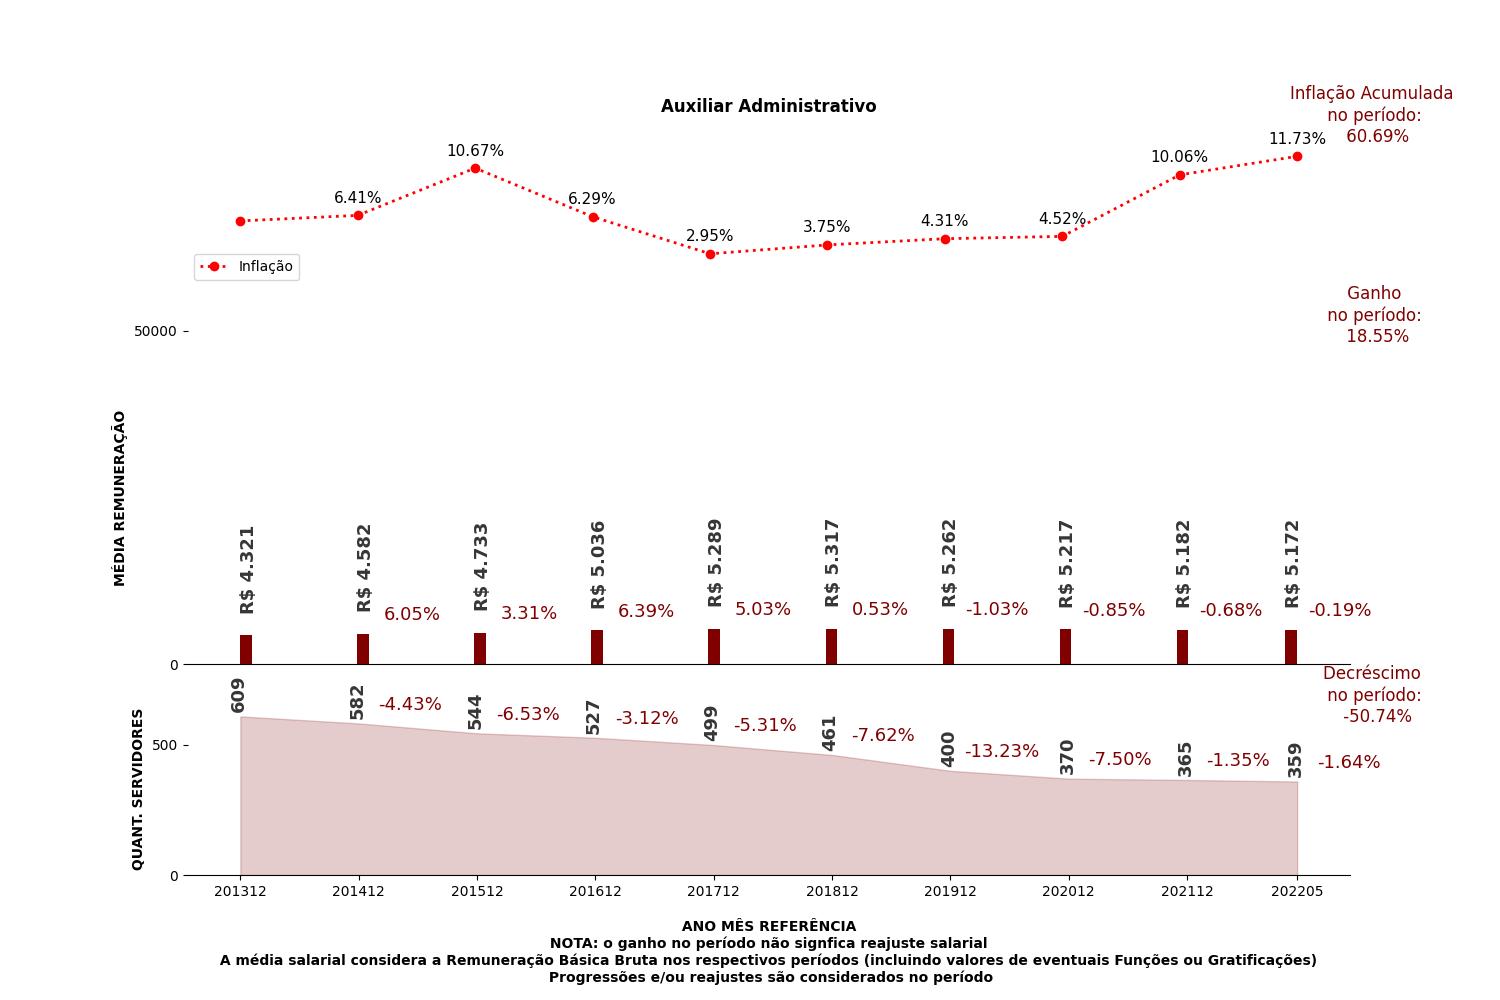 Auxiliar Administrativo
Inflação Acumulada
no período:
60.69%
6.41%
10.67%
6.29%
2.95%
3.75%
4.31%
4.52%
10.06%
11.73%
Inflação
Ganho
no período:
18.55%
50000
0
MÉDIA REMUNERAÇÃO
R$ 4.321
R$ 4.582
R$ 4.733
R$ 5.036
R$ 5.289
R$ 5.317
R$ 5.262
R$ 5.217
R$ 5.182
R$ 5.172
6.05%
3.31%
6.39%
5.03%
0.53%
-1.03%
-0.85%
-0.68%
-0.19%
Decréscimo
no período:
-50.74%
QUANT. SERVIDORES
500
0
609
582
544
527
499
461
400
370
365
359
-4.43%
-6.53%
-3.12%
-5.31%
-7.62%
-13.23%
-7.50%
-1.35%
-1.64%
201312 201412 201512 201612 201712 201812 201912 202012 202112 202205
ANO MÊS REFERÊNCIA
NOTA: o ganho no período não signfica reajuste salarial
A média salarial considera a Remuneração Básica Bruta nos respectivos períodos (incluindo valores de eventuais Funções ou Gratificações)
Progressões e/ou reajustes são considerados no período